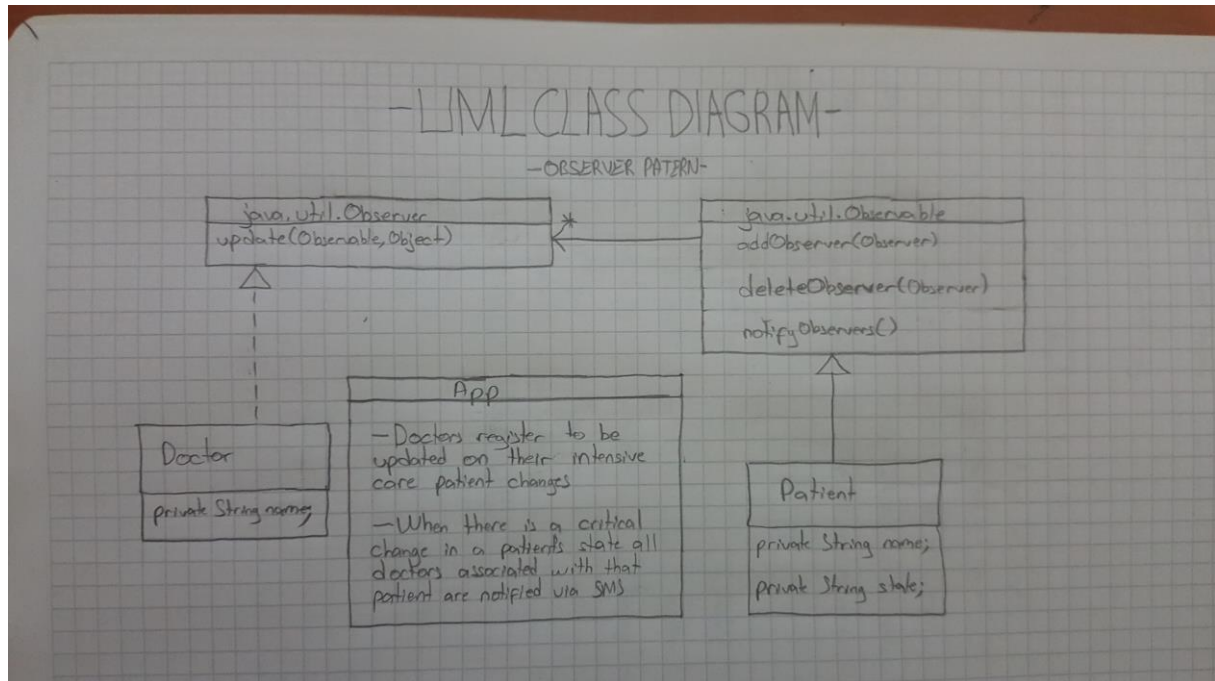 -UML CLASS DIAGRAM-
-OBSERVER PATERN-
java.util.Observer
update(Observable, Object)
*
java.util.Observable
addObserver(Observer)
deleteObserver(Observer)
notifyObservers()
Doctor
private String name;
App
-Doctors register to be
updated on their intensive
care patient changes
-When there is a critical
change in a patient's state all
doctors associated with that
patient are notified via SMS
Patient
private String name;
private String state;